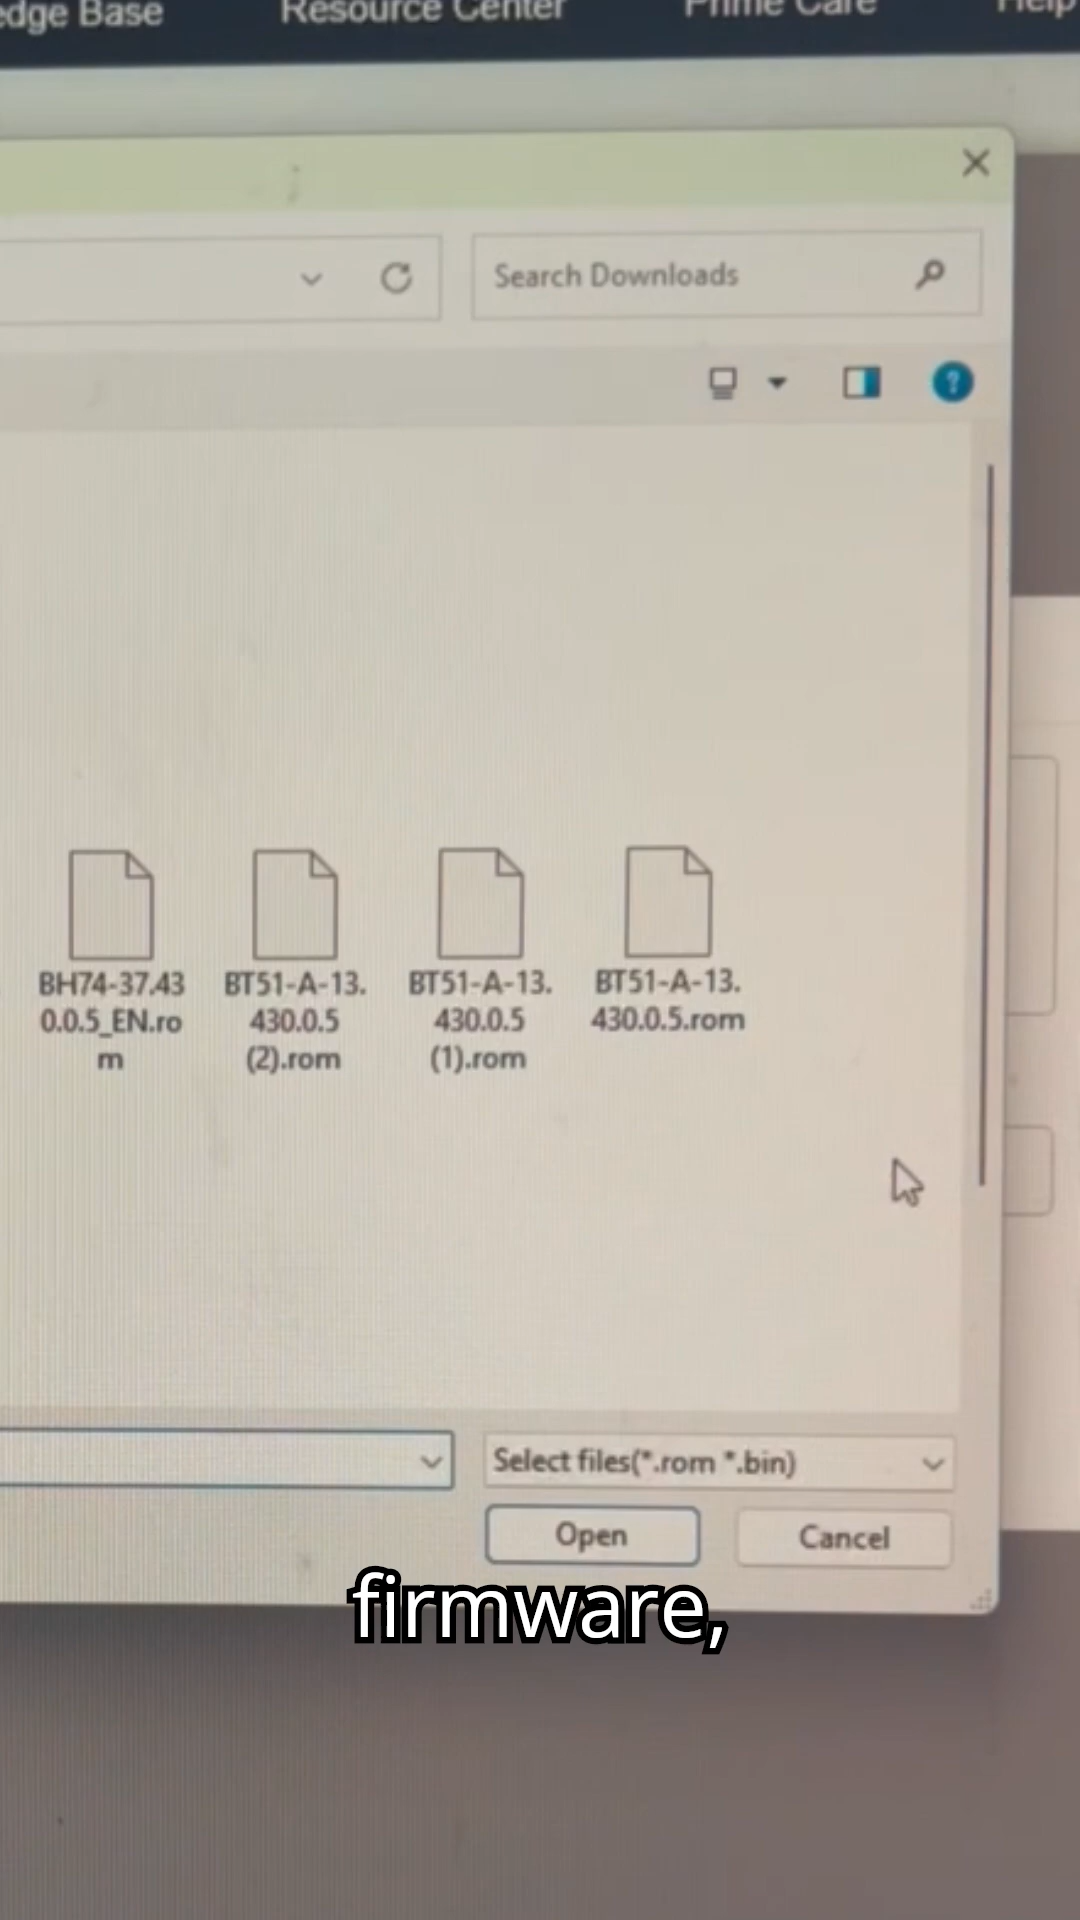 edge Base Resource Center Prime Care Help
Search Downloads
BH74-37.43
0.0.5_EN.ro
m
BT51-A-13.
430.0.5
(2).rom
BT51-A-13.
430.0.5
(1).rom
BT51-A-13.
430.0.5.rom
Select files(*.rom *.bin)
Open Cancel
firmware,